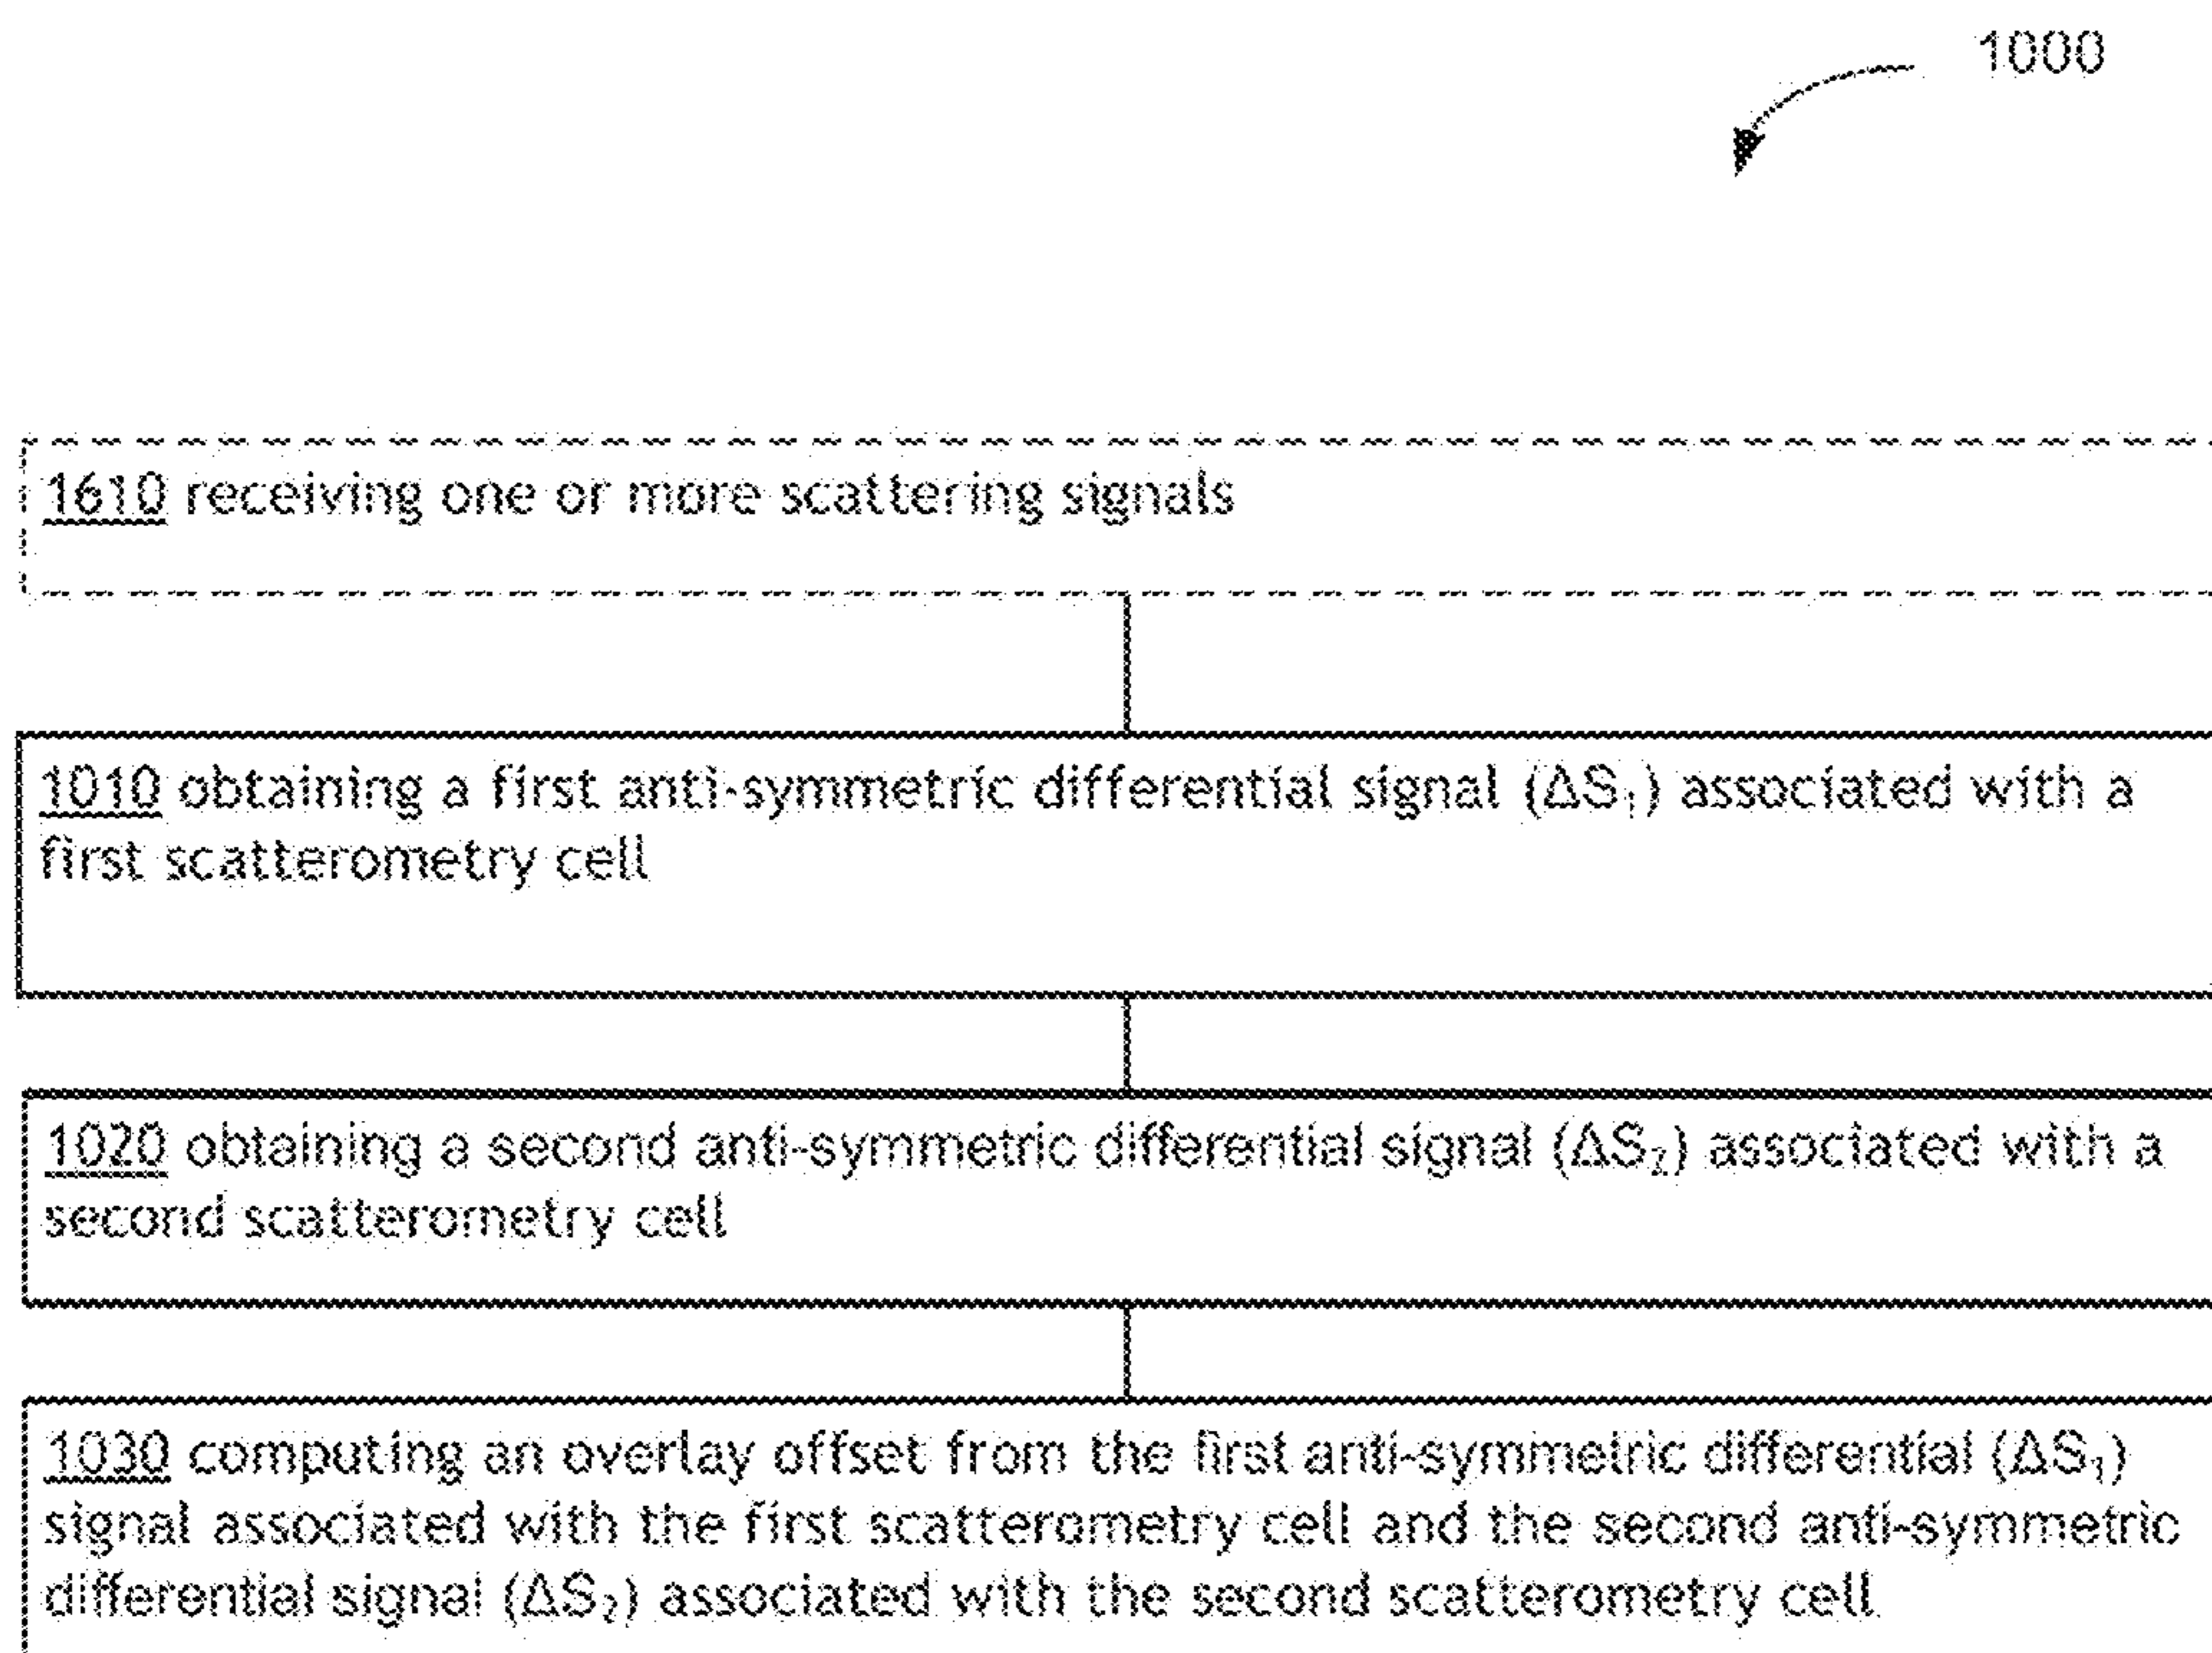 1000
1610 receiving one or more scattering signals
1010 obtaining a first anti-symmetric differential signal (ΔS₁) associated with a
first scatterometry cell
1020 obtaining a second anti-symmetric differential signal (ΔS₂) associated with a
second scatterometry cell
1030 computing an overlay offset from the first anti-symmetric differential (ΔS₁)
signal associated with the first scatterometry cell and the second anti-symmetric
differential signal (ΔS₂) associated with the second scatterometry cell